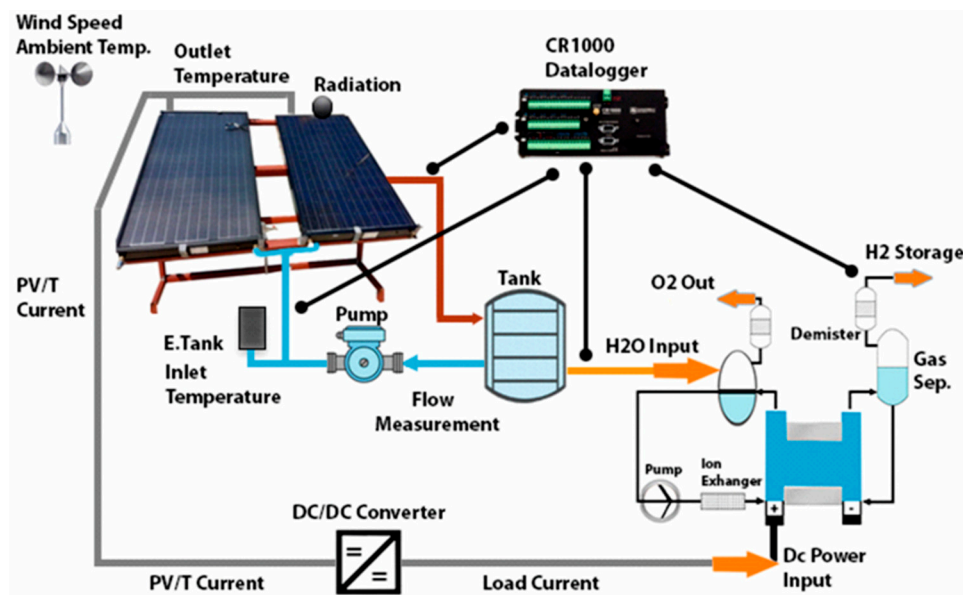 Wind Speed
Ambient Temp.
Outlet
Temperature
Radiation
CR1000
Datalogger
PV/T
Current
E.Tank
Inlet
Temperature
Pump
Tank
Flow
Measurement
H2O Input
O2 Out
H2 Storage
Demister
Gas
Sep.
Pump
Ion
Exhanger
+
-
DC/DC Converter
=
=
PV/T Current
Load Current
Dc Power
Input